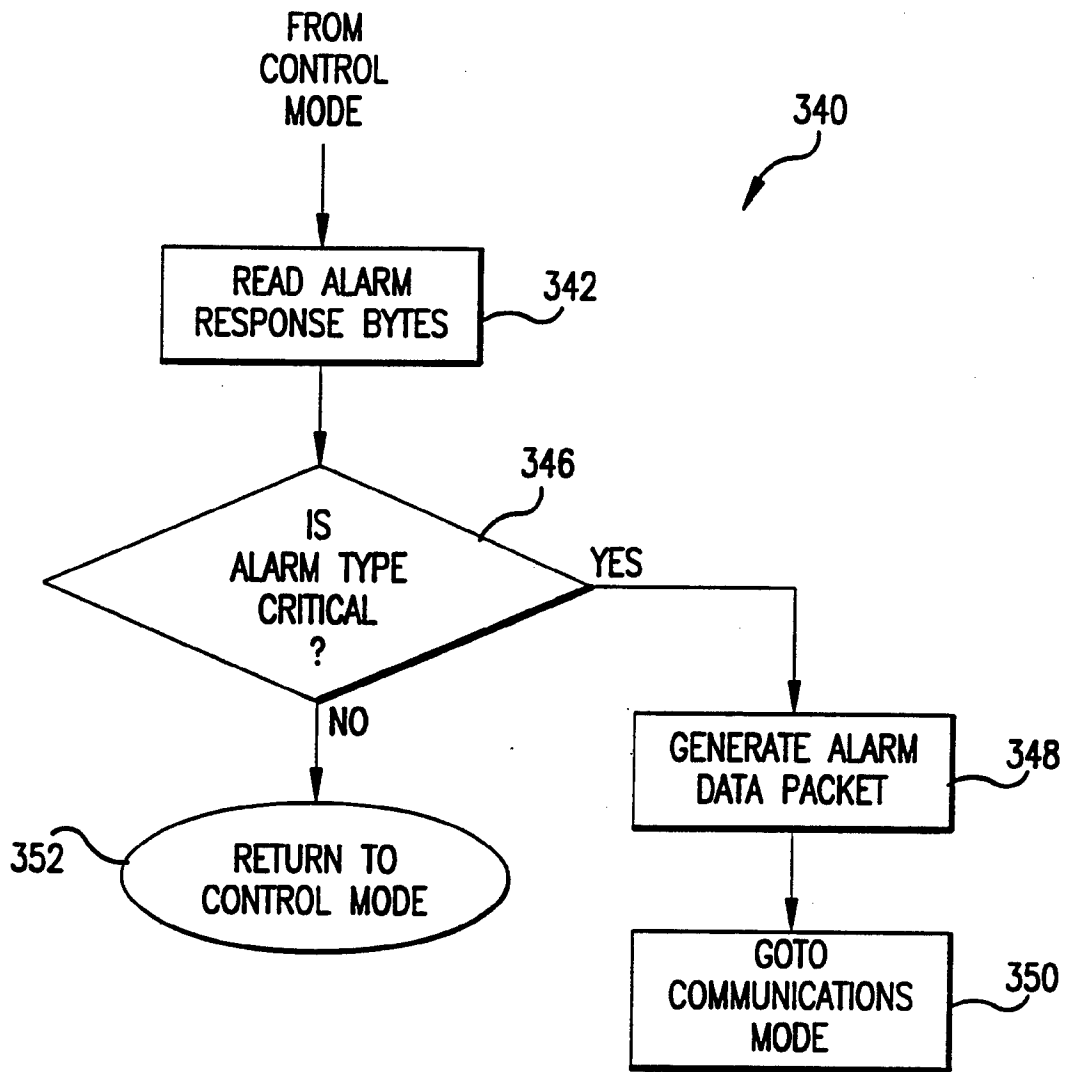 FROM
CONTROL
MODE
340
READ ALARM
RESPONSE BYTES
342
346
IS
ALARM TYPE
CRITICAL
?
YES
NO
GENERATE ALARM
DATA PACKET
348
352
RETURN TO
CONTROL MODE
GOTO
COMMUNICATIONS
MODE
350